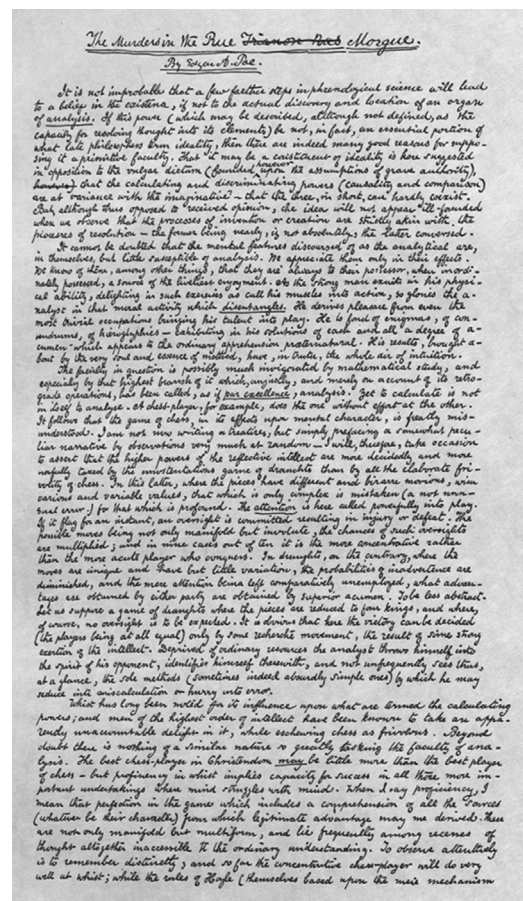 The Murders in the Rue Trianon Bas Morgue.
By Edgar A. Poe.
It is not improbable that a few farther steps in phrenological science will lead
to a belief in the existence, if not to the actual discovery and location of an organ
of analysis. If this power (which may be described, although not defined, as the
capacity for resolving thought into its elements) be not, in fact, an essential portion of
what late philosophers term ideality, then there are indeed many good reasons for suppo-
sing it a primitive faculty. That it may be a constituent of ideality is here suggested
in opposition to the vulgar dictum (founded, however, upon the assumptions of grave authority),
however, that the calculating and discriminating powers (causality and comparison)
are at variance with the imaginative — that the three, in short, can hardly coexist.
But, although thus opposed to received opinion, the idea will not appear ill-founded
when we observe that the processes of invention or creation are strictly akin with the
processes of resolution — the former being nearly, if not absolutely, the latter conversed.
It cannot be doubted that the mental features discoursed of as the analytical are,
in themselves, but little susceptible of analysis. We appreciate them only in their effects.
We know of them, among other things, that they are always to their possessor, when inordi-
nately possessed, a source of the liveliest enjoyment. As the strong man exults in his physi-
cal ability, delighting in such exercises as call his muscles into action, so glories the a-
nalyst in that moral activity which disentangles. He derives pleasure from even the
most trivial occupations bringing his talent into play. He is fond of enigmas, of con-
undrums, of hieroglyphics — exhibiting in his solutions of each and all a degree of a-
cumen which appears to the ordinary apprehension præternatural. His results, brought a-
bout by the very soul and essence of method, have, in truth, the whole air of intuition.
The faculty in question is possibly much invigorated by mathematical study, and
especially by that highest branch of it which, unjustly, and merely on account of its retro-
grade operations, has been called, as if par excellence, analysis. Yet to calculate is not
in itself to analyse. A chess-player, for example, does the one without effort at the other.
It follows that the game of chess, in its effects upon mental character, is greatly mis-
understood. I am not now writing a treatise, but simply prefacing a somewhat pecu-
liar narrative by observations very much at random — I will, therefore, take occasion
to assert that the higher powers of the reflective intellect are more decidedly and more
usefully taxed by the unostentatious game of draughts than by all the elaborate fri-
volity of chess. In this latter, where the pieces have different and bizarre motions, with
various and variable values, that which is only complex is mistaken (a not unu-
sual error) for that which is profound. The attention is here called powerfully into play.
If it flag for an instant, an oversight is committed resulting in injury or defeat. The
possible moves being not only manifold but involute, the chances of such oversights
are multiplied; and in nine cases out of ten it is the more concentrative rather
than the more acute player who conquers. In draughts, on the contrary, where the
moves are unique and have but little variation, the probabilities of inadvertence are
diminished, and the mere attention being left comparatively unemployed, what advan-
tages are obtained by either party are obtained by superior acumen. To be less abstract.
Let us suppose a game of draughts where the pieces are reduced to four kings, and where,
of course, no oversight is to be expected. It is obvious that here the victory can be decided
(the players being at all equal) only by some recherché movement, the result of some strong
exertion of the intellect. Deprived of ordinary resources the analyst throws himself into
the spirit of his opponent, identifies himself therewith, and not unfrequently sees thus,
at a glance, the sole methods (sometimes indeed absurdly simple ones) by which he may
seduce into miscalculation or hurry into error.
Whist has long been noted for its influence upon what are termed the calculating
powers; and men of the highest order of intellect have been known to take an appa-
rently unaccountable delight in it, while eschewing chess as frivolous. Beyond
doubt there is nothing of a similar nature so greatly tasking the faculty of ana-
lysis. The best chess-player in Christendom may be little more than the best player
of chess — but proficiency in whist implies capacity for success in all those more im-
portant undertakings where mind struggles with mind. When I say proficiency, I
mean that perfection in the game which includes a comprehension of all the sources
(whatever be their character) from which legitimate advantage may be derived. These
are not only manifold but multiform, and lie frequently among recesses of
thought altogether inaccessible to the ordinary understanding. To observe attentively
is to remember distinctly; and so far the concentrative chess-player will do very
well at whist; while the rules of Hoyle (themselves based upon the mere mechanism